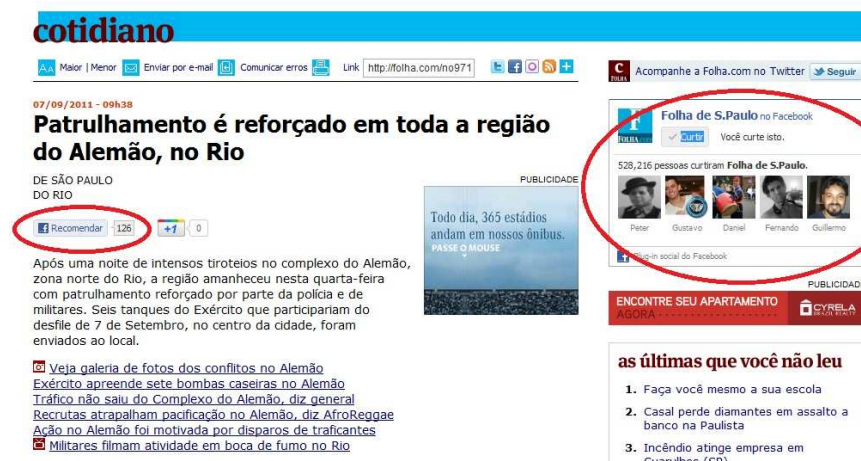 cotidiano
AA Maior | Menor Enviar por e-mail Comunicar erros Link http://folha.com/no971
07/09/2011 - 09h38
Patrulhamento é reforçado em toda a região
do Alemão, no Rio
DE SÃO PAULO
DO RIO
Recomendar 126 +1 0
Após uma noite de intensos tiroteios no complexo do Alemão,
zona norte do Rio, a região amanheceu nesta quarta-feira
com patrulhamento reforçado por parte da polícia e de
militares. Seis tanques do Exército que participariam do
desfile de 7 de Setembro, no centro da cidade, foram
enviados ao local.
Veja galeria de fotos dos conflitos no Alemão
Exército apreende sete bombas caseiras no Alemão
Tráfico não saiu do Complexo do Alemão, diz general
Recrutas atrapalham pacificação no Alemão, diz AfroReggae
Ação no Alemão foi motivada por disparos de traficantes
Militares filmam atividade em boca de fumo no Rio
PUBLICIDADE
Todo dia, 365 estádios
andam em nossos ônibus.
PASSE O MOUSE
C FOLHA Acompanhe a Folha.com no Twitter Seguir
F FOLHA.com Folha de S.Paulo no Facebook
Curtir Você curte isto.
528,216 pessoas curtiram Folha de S.Paulo.
Peter Gustavo Daniel Fernando Guillermo
Plug-in social do Facebook
PUBLICIDAD
ENCONTRE SEU APARTAMENTO
AGORA
CYRELA
BRAZIL REALTY
as últimas que você não leu
1. Faça você mesmo a sua escola
2. Casal perde diamantes em assalto a
banco na Paulista
3. Incêndio atinge empresa em
Guarulhos (SP)